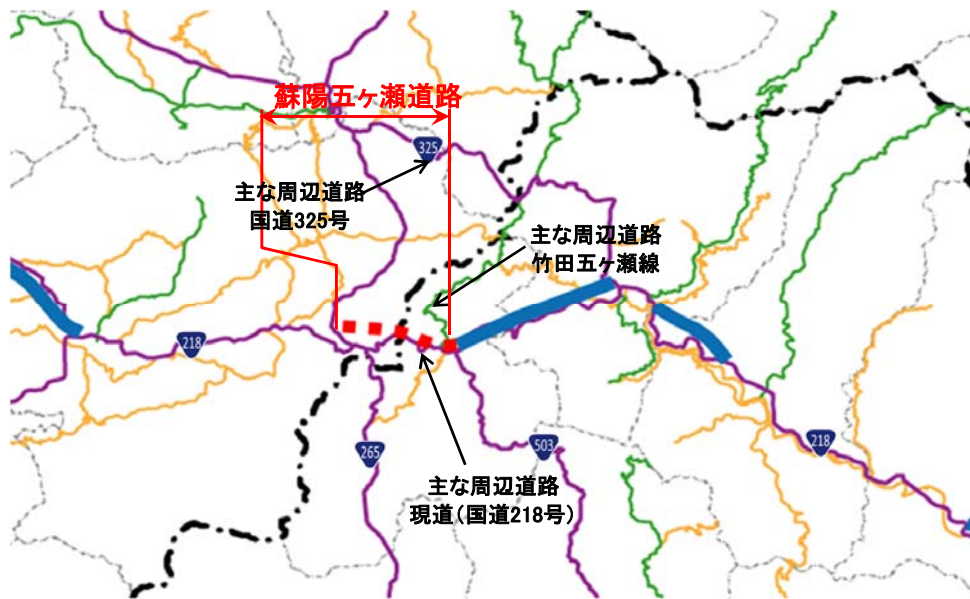 蘇陽五ヶ瀬道路
325
主な周辺道路
国道325号
主な周辺道路
竹田五ヶ瀬線
218
265
503
218
主な周辺道路
現道(国道218号)